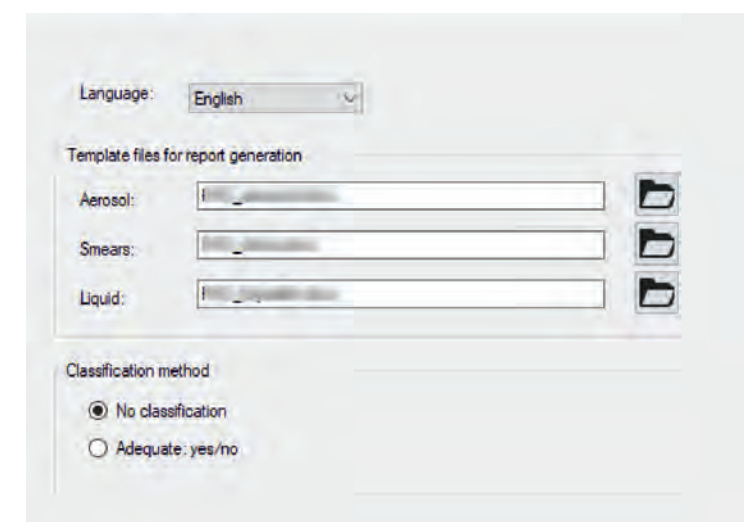 Language: English
Template files for report generation
Aerosol:
Smears:
Liquid:
Classification method
No classification
Adequate: yes/no